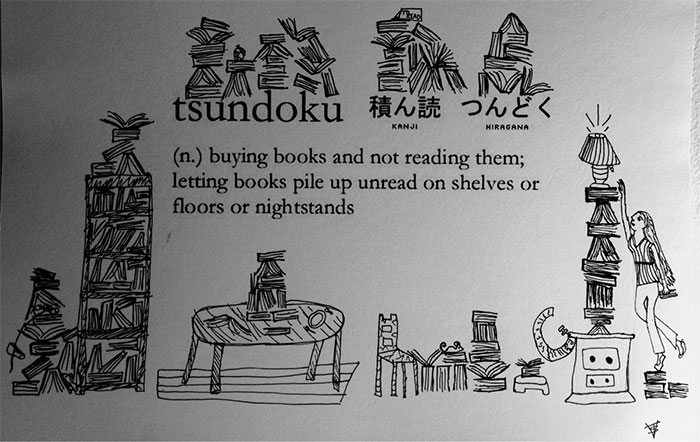 tsundoku 積ん読 つんどく
KANJI HIRAGANA
(n.) buying books and not reading them;
letting books pile up unread on shelves or
floors or nightstands